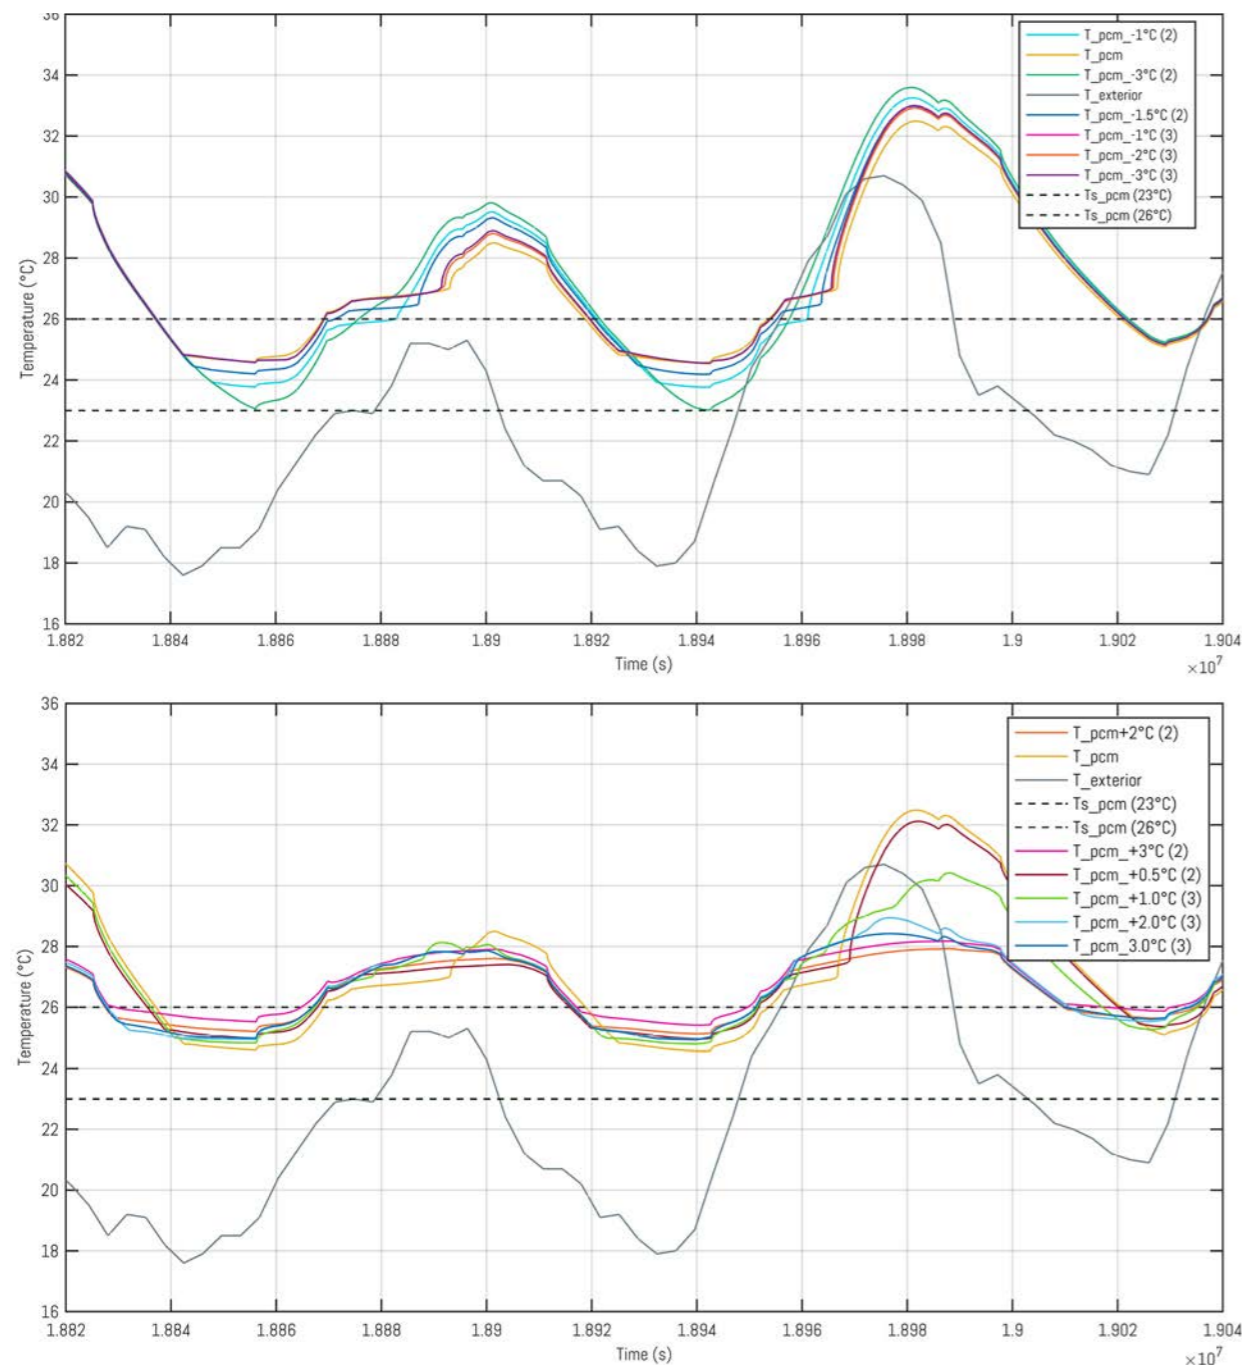 36
34
32
30
28
26
24
22
20
18
16
Temperature (°C)
T_pcm_-1°C (2)
T_pcm
T_pcm_-3°C (2)
T_exterior
T_pcm_-1.5°C (2)
T_pcm_-1°C (3)
T_pcm_-2°C (3)
T_pcm_-3°C (3)
Ts_pcm (23°C)
Ts_pcm (26°C)
1.882 1.884 1.886 1.888 1.89 1.892 1.894 1.896 1.898 1.9 1.902 1.904
Time (s)
×10⁷
36
34
32
30
28
26
24
22
20
18
16
Temperature (°C)
T_pcm+2°C (2)
T_pcm
T_exterior
Ts_pcm (23°C)
Ts_pcm (26°C)
T_pcm_+3°C (2)
T_pcm_+0.5°C (2)
T_pcm_+1.0°C (3)
T_pcm_+2.0°C (3)
T_pcm_3.0°C (3)
1.882 1.884 1.886 1.888 1.89 1.892 1.894 1.896 1.898 1.9 1.902 1.904
Time (s)
×10⁷